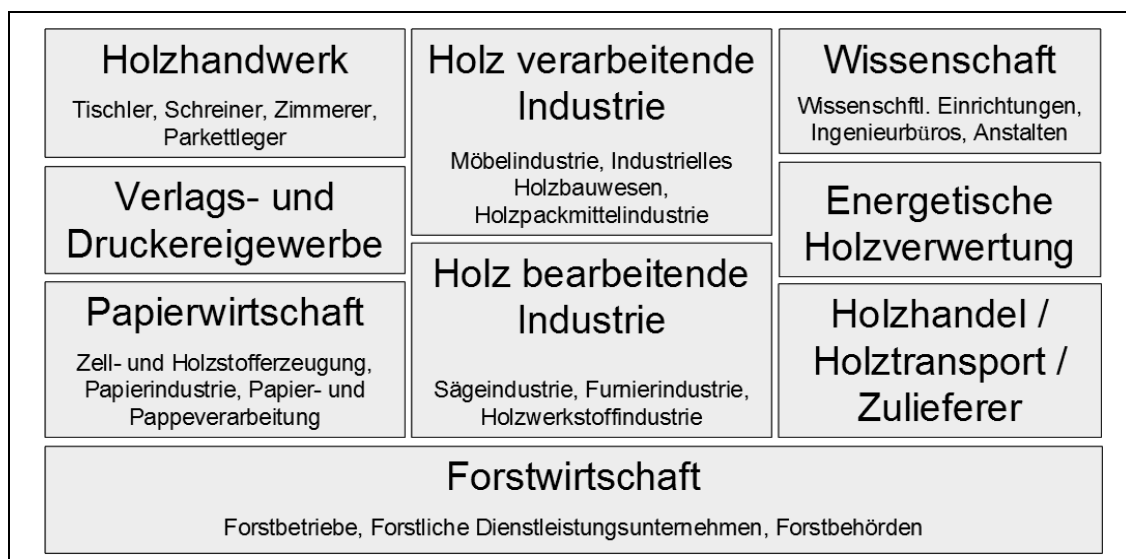 Holzhandwerk
Tischler, Schreiner, Zimmerer,
Parkettleger
Verlags- und
Druckereigewerbe
Papierwirtschaft
Zell- und Holzstofferzeugung,
Papierindustrie, Papier- und
Pappeverarbeitung
Holz verarbeitende
Industrie
Möbelindustrie, Industrielles
Holzbauwesen,
Holzpackmittelindustrie
Holz bearbeitende
Industrie
Sägeindustrie, Furnierindustrie,
Holzwerkstoffindustrie
Wissenschaft
Wissenschftl. Einrichtungen,
Ingenieurbüros, Anstalten
Energetische
Holzverwertung
Holzhandel /
Holztransport /
Zulieferer
Forstwirtschaft
Forstbetriebe, Forstliche Dienstleistungsunternehmen, Forstbehörden